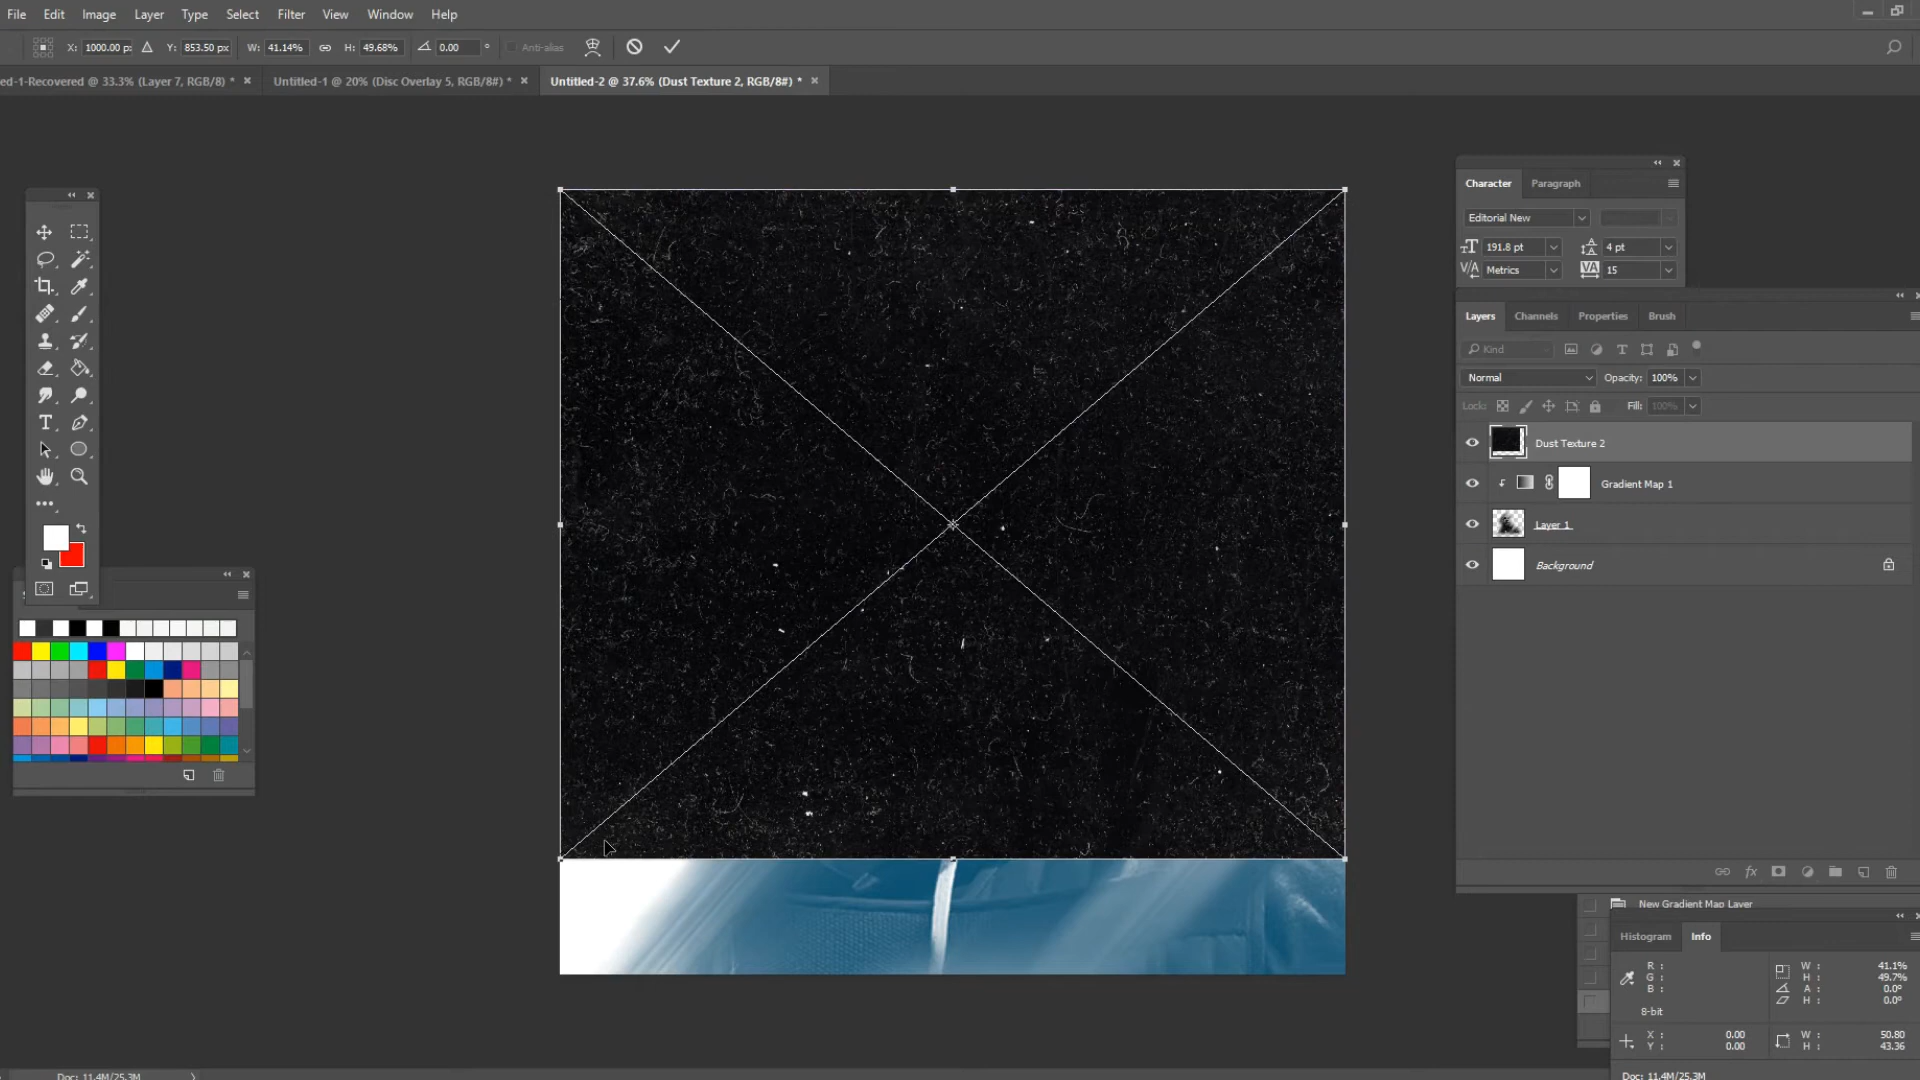 File Edit Image Layer Type Select Filter View Window Help
X: 1000.00 p: Y: 853.50 px W: 41.14% H: 49.68% 0.00 ° Anti-alias
ed-1-Recovered @ 33.3% (Layer 7, RGB/8) * Untitled-1 @ 20% (Disc Overlay 5, RGB/8#) * Untitled-2 @ 37.6% (Dust Texture 2, RGB/8#) *
Character Paragraph
Editorial New
191.8 pt 4 pt
Metrics 15
Layers Channels Properties Brush
Kind
Normal Opacity: 100%
Lock: Fill: 100%
Dust Texture 2
Gradient Map 1
Layer 1
Background
New Gradient Map Layer
Histogram Info
R : W : 41.1%
G : H : 49.7%
B : A : 0.0°
H : 0.0°
8-bit
X : 0.00 W : 50.80
Y : 0.00 H : 43.36
Doc: 11.4M/25.3M
Doc: 11.4M/25.3M